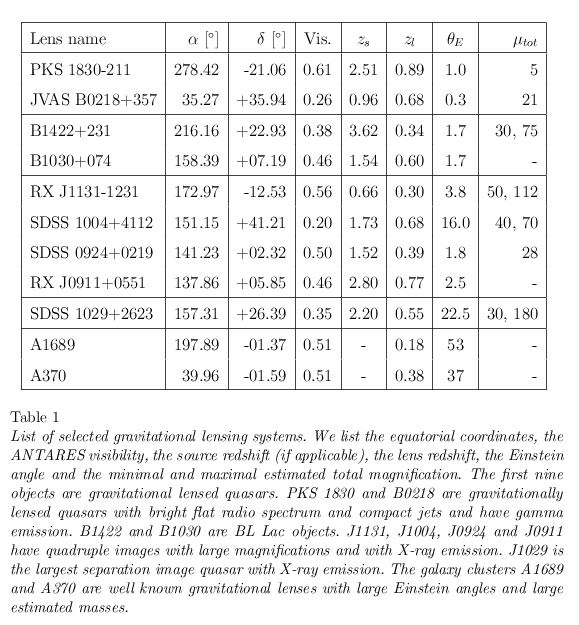 Lens name α [°] δ [°] Vis. z_s z_l θ_E μ_tot
PKS 1830-211 278.42 -21.06 0.61 2.51 0.89 1.0 5
JVAS B0218+357 35.27 +35.94 0.26 0.96 0.68 0.3 21
B1422+231 216.16 +22.93 0.38 3.62 0.34 1.7 30, 75
B1030+074 158.39 +07.19 0.46 1.54 0.60 1.7 -
RX J1131-1231 172.97 -12.53 0.56 0.66 0.30 3.8 50, 112
SDSS 1004+4112 151.15 +41.21 0.20 1.73 0.68 16.0 40, 70
SDSS 0924+0219 141.23 +02.32 0.50 1.52 0.39 1.8 28
RX J0911+0551 137.86 +05.85 0.46 2.80 0.77 2.5 -
SDSS 1029+2623 157.31 +26.39 0.35 2.20 0.55 22.5 30, 180
A1689 197.89 -01.37 0.51 - 0.18 53 -
A370 39.96 -01.59 0.51 - 0.38 37 -
Table 1
List of selected gravitational lensing systems. We list the equatorial coordinates, the
ANTARES visibility, the source redshift (if applicable), the lens redshift, the Einstein
angle and the minimal and maximal estimated total magnification. The first nine
objects are gravitational lensed quasars. PKS 1830 and B0218 are gravitationally
lensed quasars with bright flat radio spectrum and compact jets and have gamma
emission. B1422 and B1030 are BL Lac objects. J1131, J1004, J0924 and J0911
have quadruple images with large magnifications and with X-ray emission. J1029 is
the largest separation image quasar with X-ray emission. The galaxy clusters A1689
and A370 are well known gravitational lenses with large Einstein angles and large
estimated masses.